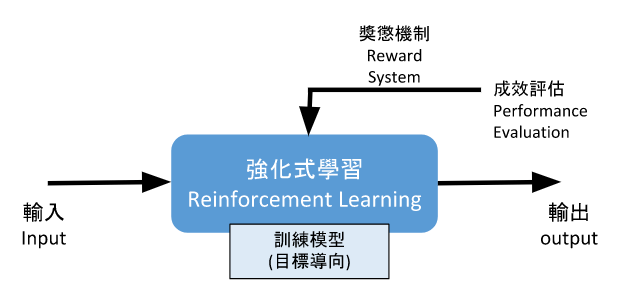 獎懲機制
Reward
System
成效評估
Performance
Evaluation
強化式學習
Reinforcement Learning
輸入
Input
輸出
output
訓練模型
(目標導向)